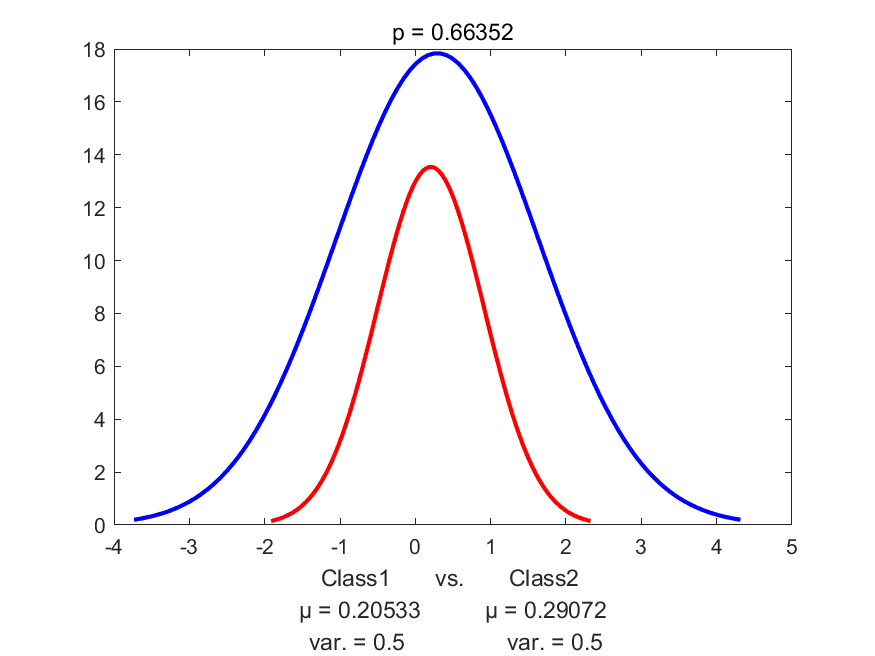 p = 0.66352
18
16
14
12
10
8
6
4
2
0
-4 -3 -2 -1 0 1 2 3 4 5
Class1 vs. Class2
μ = 0.20533 μ = 0.29072
var. = 0.5 var. = 0.5